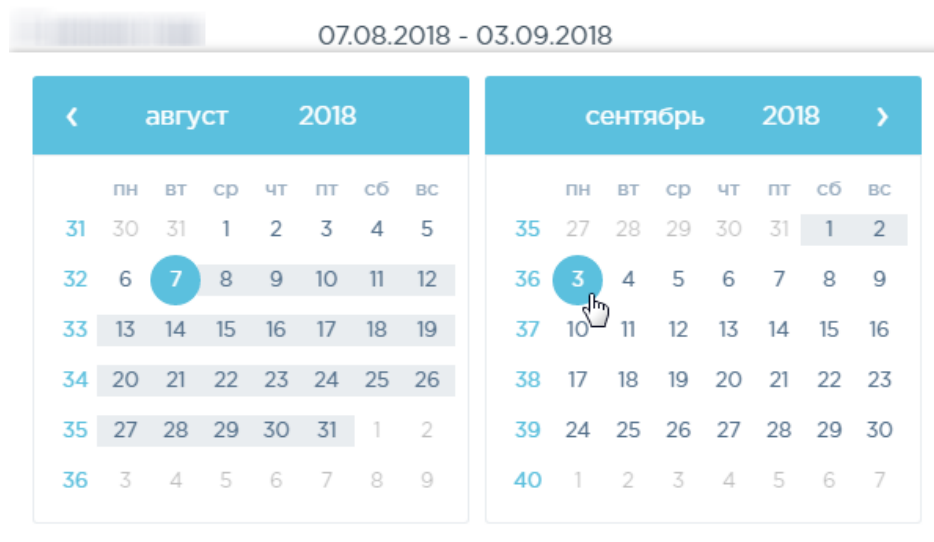 07.08.2018 - 03.09.2018
август 2018
пн вт ср чт пт сб вс
31 30 31 1 2 3 4 5
32 6 7 8 9 10 11 12
33 13 14 15 16 17 18 19
34 20 21 22 23 24 25 26
35 27 28 29 30 31 1 2
36 3 4 5 6 7 8 9
сентябрь 2018
пн вт ср чт пт сб вс
35 27 28 29 30 31 1 2
36 3 4 5 6 7 8 9
37 10 11 12 13 14 15 16
38 17 18 19 20 21 22 23
39 24 25 26 27 28 29 30
40 1 2 3 4 5 6 7